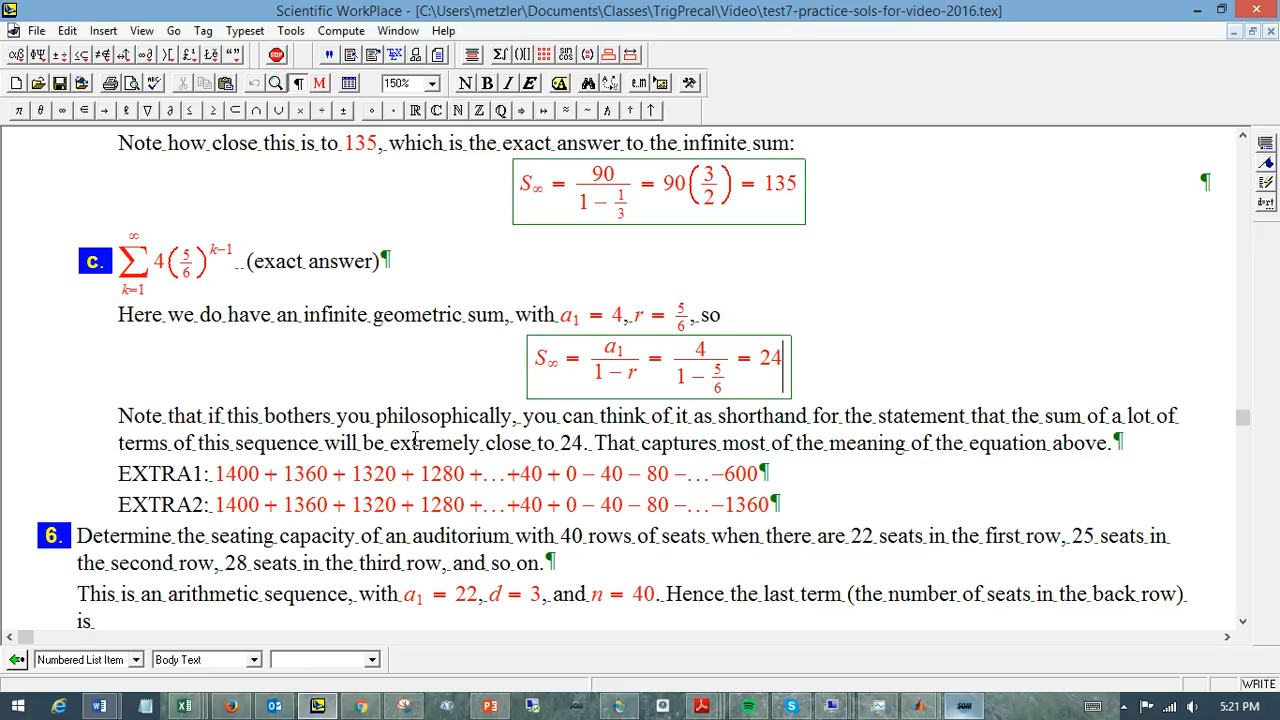 Scientific WorkPlace - [C:\Users\metzler\Documents\Classes\TrigPrecal\Video\test7-practice-sols-for-video-2016.tex]
File Edit Insert View Go Tag Typeset Tools Compute Window Help
150%
Note how close this is to 135, which is the exact answer to the infinite sum:
S∞ = 90 / (1 − 1/3) = 90(3/2) = 135 ¶
c. ∑_{k=1}^{∞} 4(5/6)^{k−1} (exact answer)¶
Here we do have an infinite geometric sum, with a₁ = 4, r = 5/6, so
S∞ = a₁ / (1 − r) = 4 / (1 − 5/6) = 24
Note that if this bothers you philosophically, you can think of it as shorthand for the statement that the sum of a lot of
terms of this sequence will be extremely close to 24. That captures most of the meaning of the equation above.¶
EXTRA1: 1400 + 1360 + 1320 + 1280 +…+40 + 0 − 40 − 80 −…−600¶
EXTRA2: 1400 + 1360 + 1320 + 1280 +…+40 + 0 − 40 − 80 −…−1360¶
6. Determine the seating capacity of an auditorium with 40 rows of seats when there are 22 seats in the first row, 25 seats in
the second row, 28 seats in the third row, and so on.¶
This is an arithmetic sequence, with a₁ = 22, d = 3, and n = 40. Hence the last term (the number of seats in the back row)
is
Numbered List Item Body Text
WRITE
5:21 PM